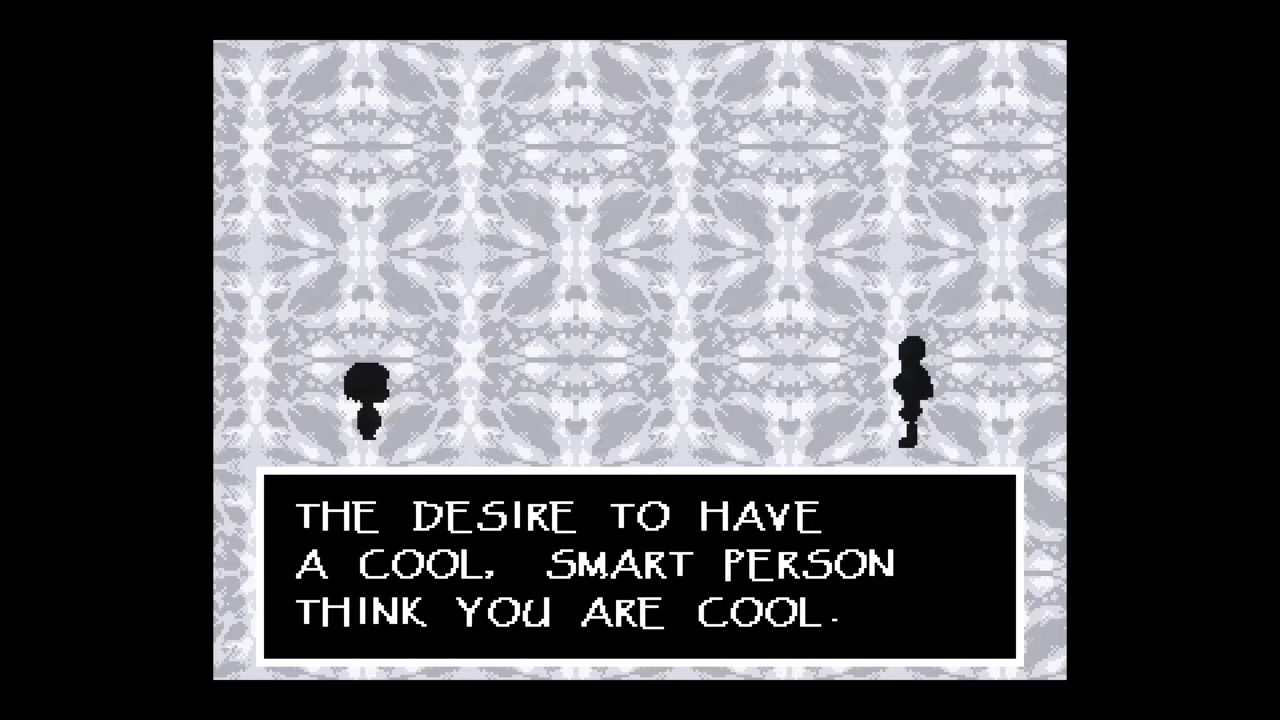 THE DESIRE TO HAVE
A COOL, SMART PERSON
THINK YOU ARE COOL.